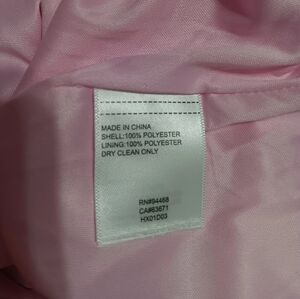 MADE IN CHINA
SHELL:100% POLYESTER
LINING:100% POLYESTER
DRY CLEAN ONLY
RN#94468
CA#63671
HX01D03